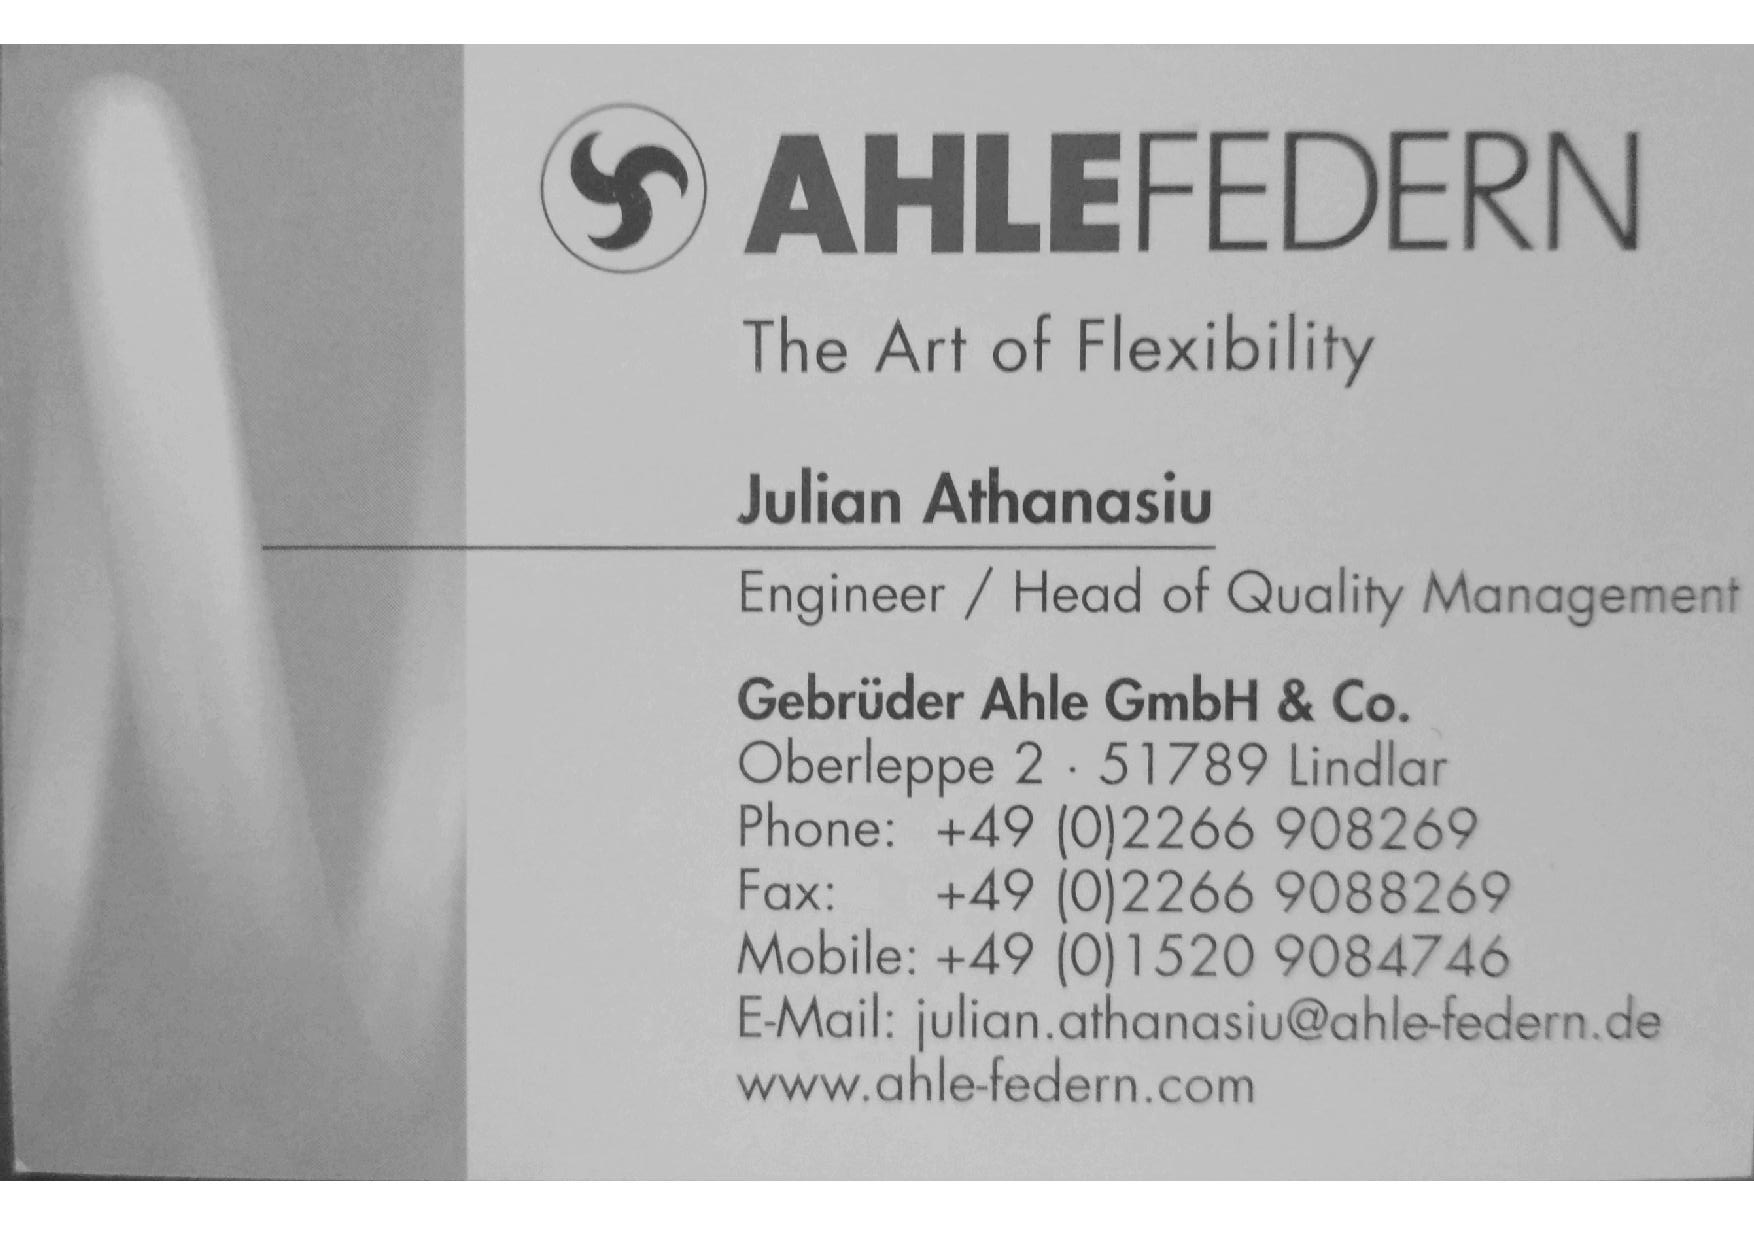 AHLEFEDERN
The Art of Flexibility
Julian Athanasiu
Engineer / Head of Quality Management
Gebrüder Ahle GmbH & Co.
Oberleppe 2 · 51789 Lindlar
Phone: +49 (0)2266 908269
Fax: +49 (0)2266 9088269
Mobile: +49 (0)1520 9084746
E-Mail: julian.athanasiu@ahle-federn.de
www.ahle-federn.com